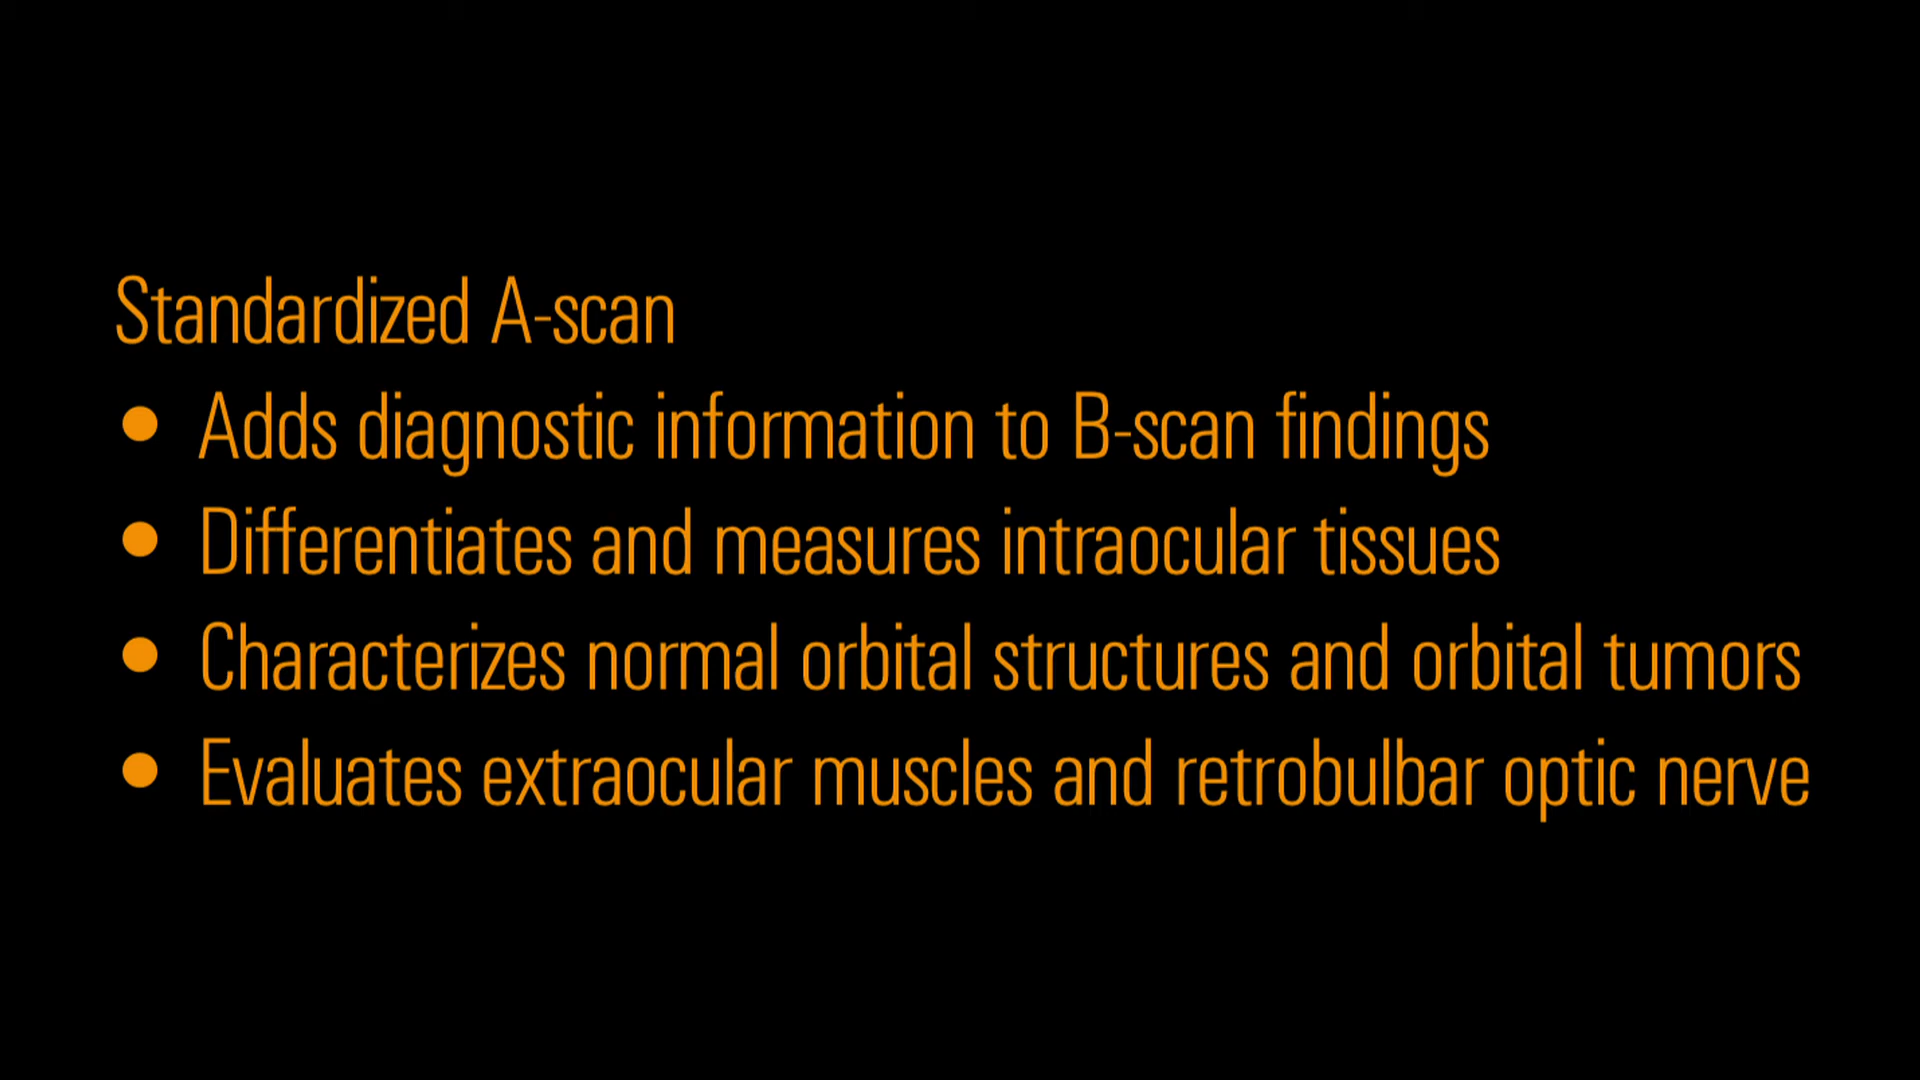 Standardized A-scan
● Adds diagnostic information to B-scan findings
● Differentiates and measures intraocular tissues
● Characterizes normal orbital structures and orbital tumors
● Evaluates extraocular muscles and retrobulbar optic nerve